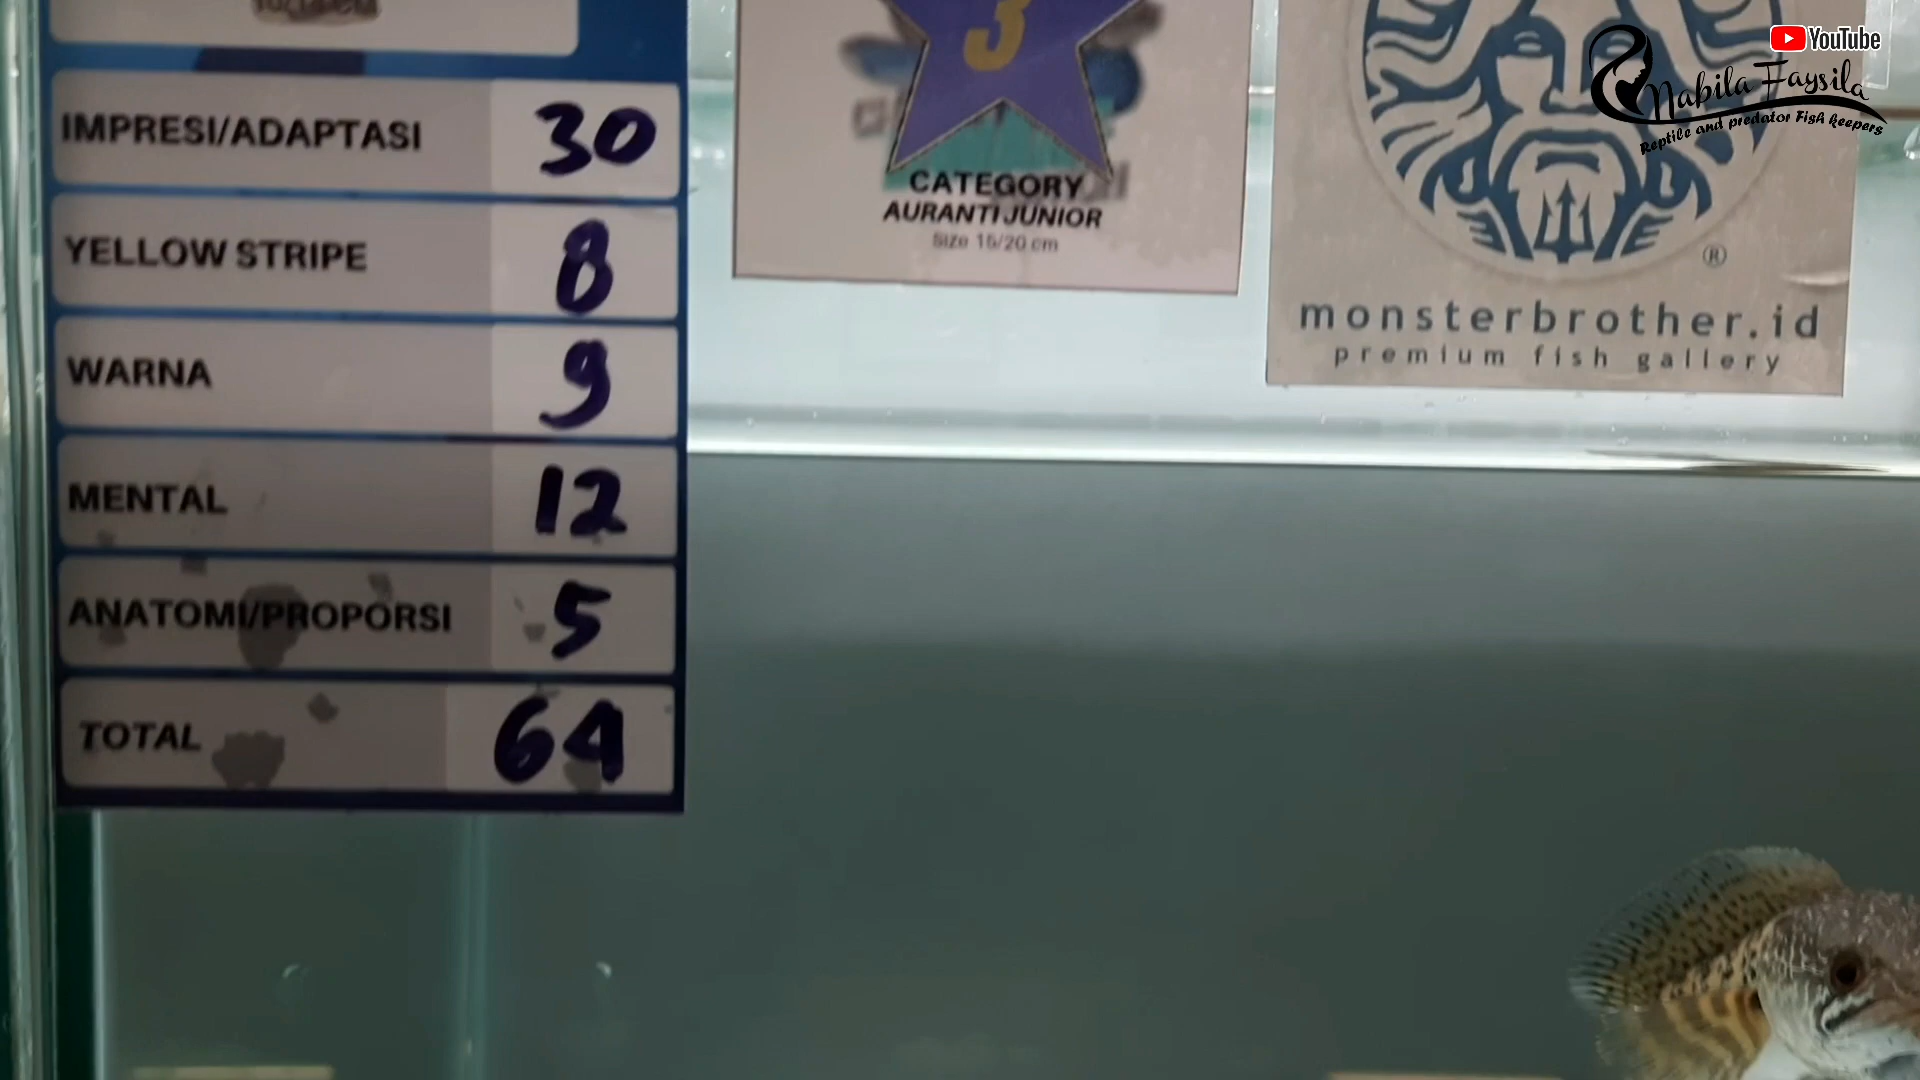 IMPRESI/ADAPTASI 30
YELLOW STRIPE 8
WARNA 9
MENTAL 12
ANATOMI/PROPORSI 5
TOTAL 64
3
CATEGORY
AURANTI JUNIOR
Size 15/20 cm
®
monsterbrother.id
premium fish gallery
YouTube
Nabila Faysila
Reptile and predator Fish keepers